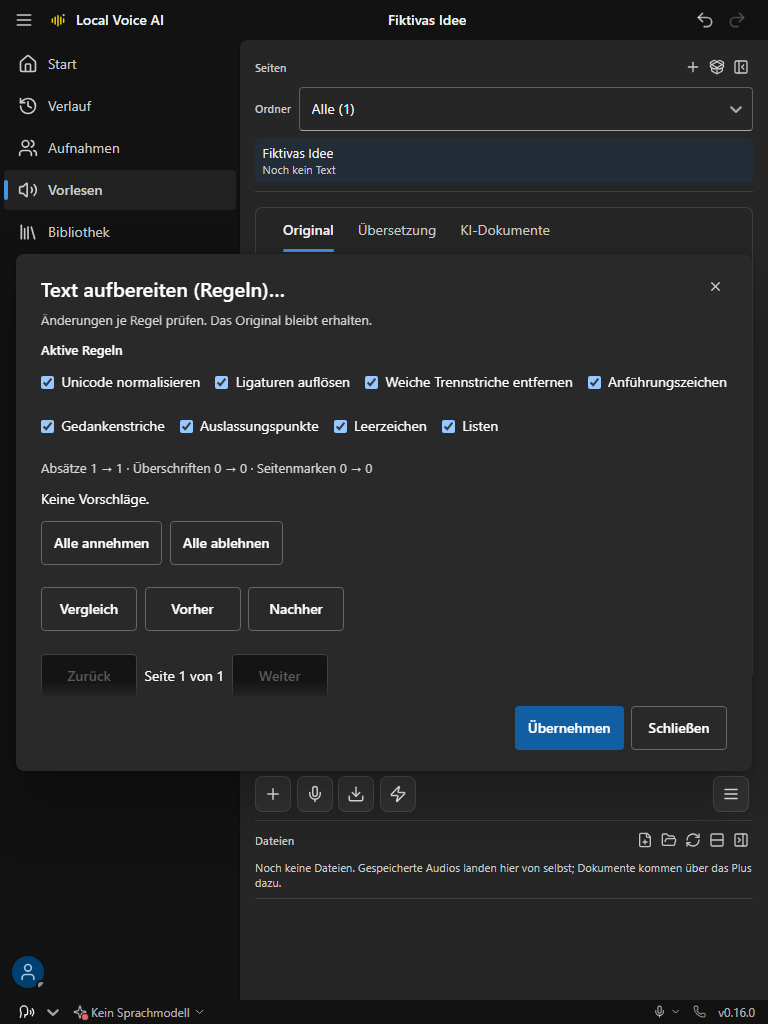 Local Voice AI
Fiktivas Idee
Start
Verlauf
Aufnahmen
Vorlesen
Bibliothek
Seiten
Ordner
Alle (1)
Fiktivas Idee
Noch kein Text
Original
Übersetzung
KI-Dokumente
Text aufbereiten (Regeln)...
Änderungen je Regel prüfen. Das Original bleibt erhalten.
Aktive Regeln
Unicode normalisieren
Ligaturen auflösen
Weiche Trennstriche entfernen
Anführungszeichen
Gedankenstriche
Auslassungspunkte
Leerzeichen
Listen
Absätze 1 → 1 · Überschriften 0 → 0 · Seitenmarken 0 → 0
Keine Vorschläge.
Alle annehmen
Alle ablehnen
Vergleich
Vorher
Nachher
Zurück
Seite 1 von 1
Weiter
Übernehmen
Schließen
Dateien
Noch keine Dateien. Gespeicherte Audios landen hier von selbst; Dokumente kommen über das Plus
dazu.
Kein Sprachmodell
v0.16.0